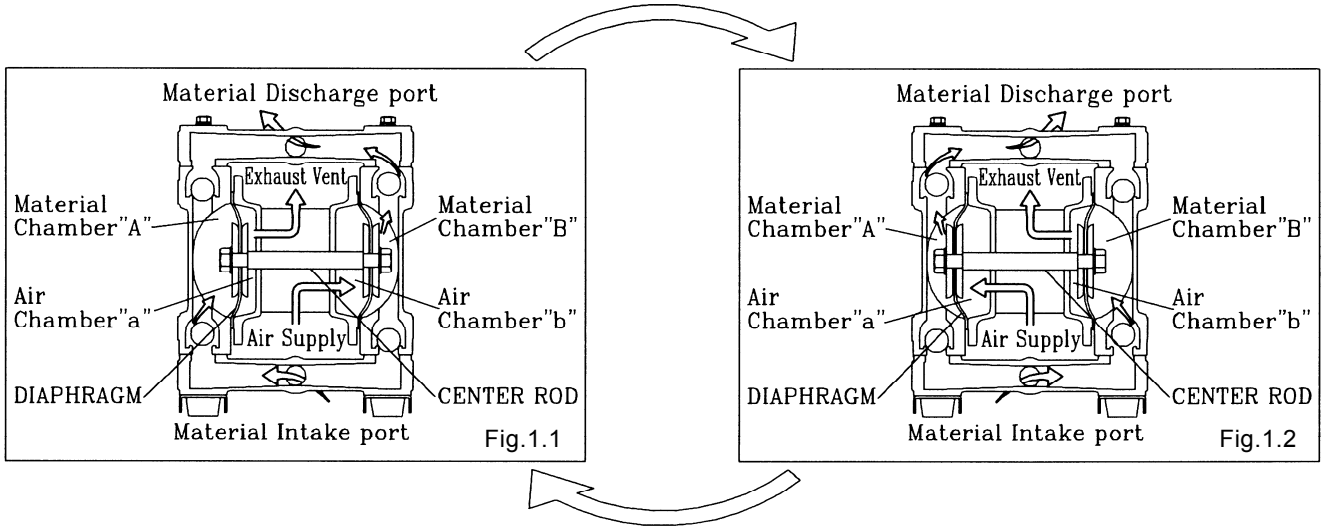 Material Discharge port
Exhaust Vent
Material
Chamber"A"
Material
Chamber"B"
Air
Chamber"a"
Air
Chamber"b"
Air Supply
DIAPHRAGM
CENTER ROD
Material Intake port
Fig.1.1
Material Discharge port
Exhaust Vent
Material
Chamber"A"
Material
Chamber"B"
Air
Chamber"a"
Air
Chamber"b"
Air Supply
DIAPHRAGM
CENTER ROD
Material Intake port
Fig.1.2